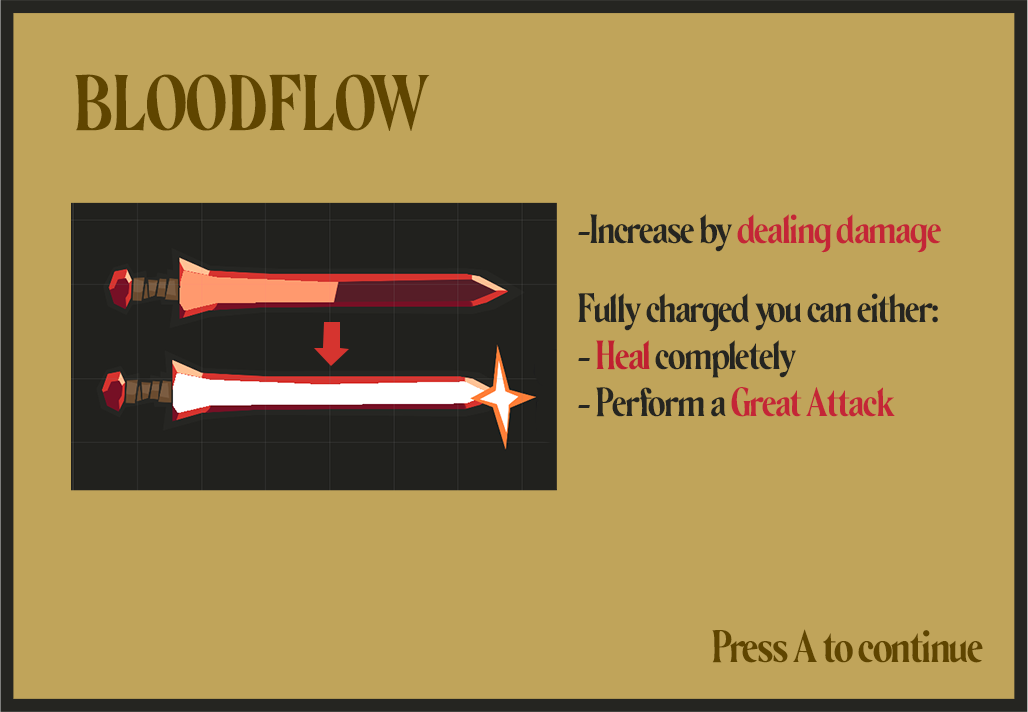 BLOODFLOW
-Increase by dealing damage
Fully charged you can either:
- Heal completely
- Perform a Great Attack
Press A to continue